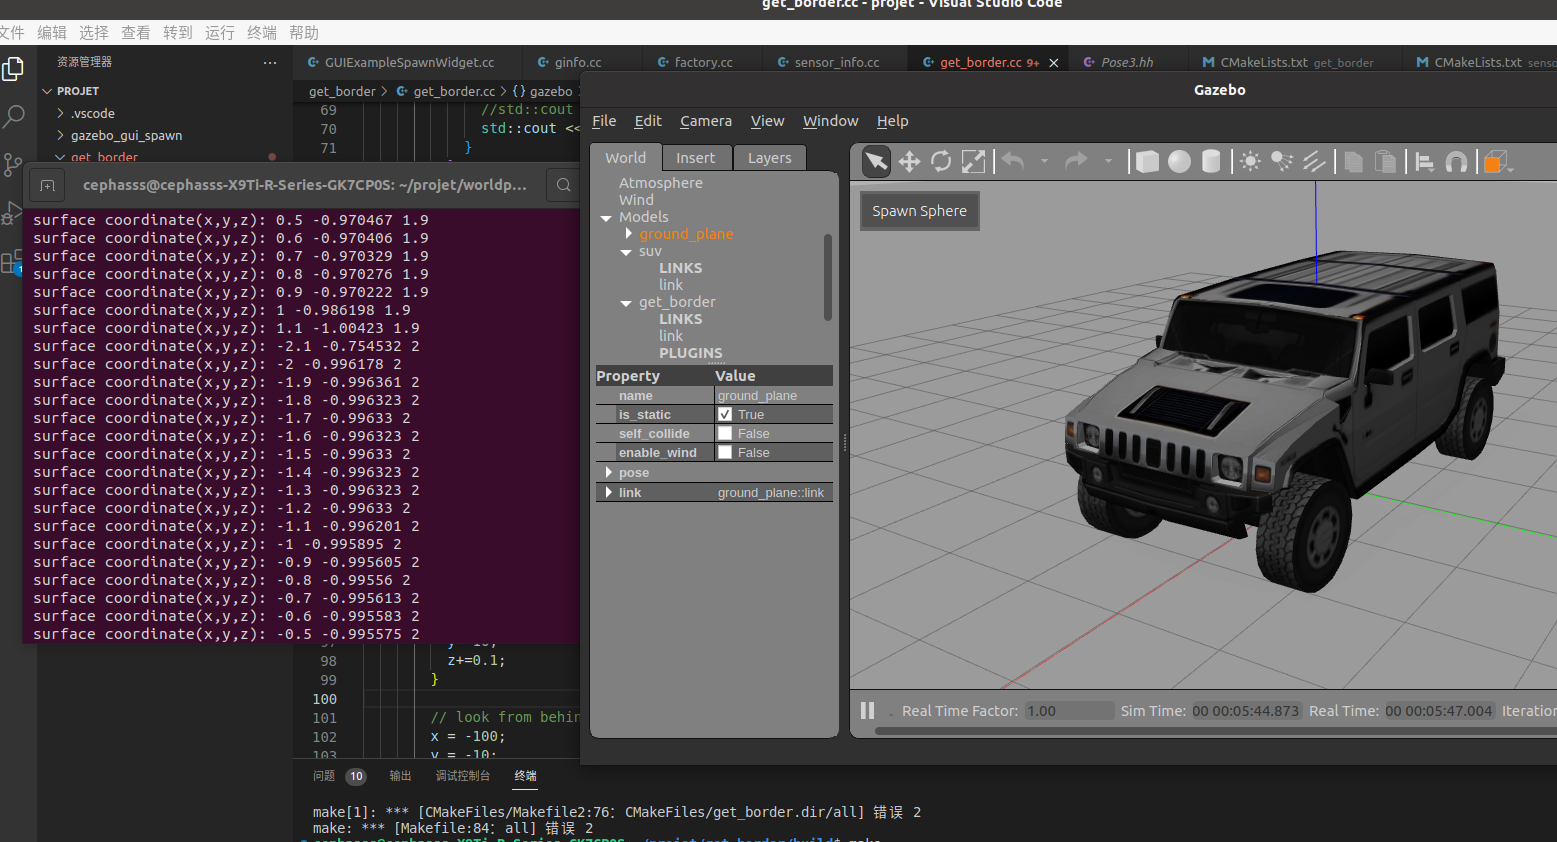 get_border.cc - projet - Visual Studio Code
文件 编辑 选择 查看 转到 运行 终端 帮助
资源管理器 ···
GUIExampleSpawnWidget.cc ginfo.cc factory.cc sensor_info.cc get_border.cc 9+ Pose3.hh CMakeLists.txt get_border CMakeLists.txt
PROJET
.vscode
gazebo_gui_spawn
get_border
get_border > get_border.cc > {} gazebo
69 //std::cout
70 std::cout <<
71 }
cephasss@cephasss-X9Ti-R-Series-GK7CP0S: ~/projet/worldp...
surface coordinate(x,y,z): 0.5 -0.970467 1.9
surface coordinate(x,y,z): 0.6 -0.970406 1.9
surface coordinate(x,y,z): 0.7 -0.970329 1.9
surface coordinate(x,y,z): 0.8 -0.970276 1.9
surface coordinate(x,y,z): 0.9 -0.970222 1.9
surface coordinate(x,y,z): 1 -0.986198 1.9
surface coordinate(x,y,z): 1.1 -1.00423 1.9
surface coordinate(x,y,z): -2.1 -0.754532 2
surface coordinate(x,y,z): -2 -0.996178 2
surface coordinate(x,y,z): -1.9 -0.996361 2
surface coordinate(x,y,z): -1.8 -0.996323 2
surface coordinate(x,y,z): -1.7 -0.99633 2
surface coordinate(x,y,z): -1.6 -0.996323 2
surface coordinate(x,y,z): -1.5 -0.99633 2
surface coordinate(x,y,z): -1.4 -0.996323 2
surface coordinate(x,y,z): -1.3 -0.996323 2
surface coordinate(x,y,z): -1.2 -0.99633 2
surface coordinate(x,y,z): -1.1 -0.996201 2
surface coordinate(x,y,z): -1 -0.995895 2
surface coordinate(x,y,z): -0.9 -0.995605 2
surface coordinate(x,y,z): -0.8 -0.99556 2
surface coordinate(x,y,z): -0.7 -0.995613 2
surface coordinate(x,y,z): -0.6 -0.995583 2
surface coordinate(x,y,z): -0.5 -0.995575 2
98 z+=0.1;
99 }
100
101 // look from behin
102 x = -100;
103 y = -10;
问题 10 输出 调试控制台 终端
make[1]: *** [CMakeFiles/Makefile2:76：CMakeFiles/get_border.dir/all] 错误 2
make: *** [Makefile:84：all] 错误 2
Gazebo
File Edit Camera View Window Help
World Insert Layers
Atmosphere
Wind
Models
ground_plane
suv
LINKS
link
get_border
LINKS
link
PLUGINS
Property Value
name ground_plane
is_static True
self_collide False
enable_wind False
pose
link ground_plane::link
Spawn Sphere
Real Time Factor: 1.00 Sim Time: 00 00:05:44.873 Real Time: 00 00:05:47.004